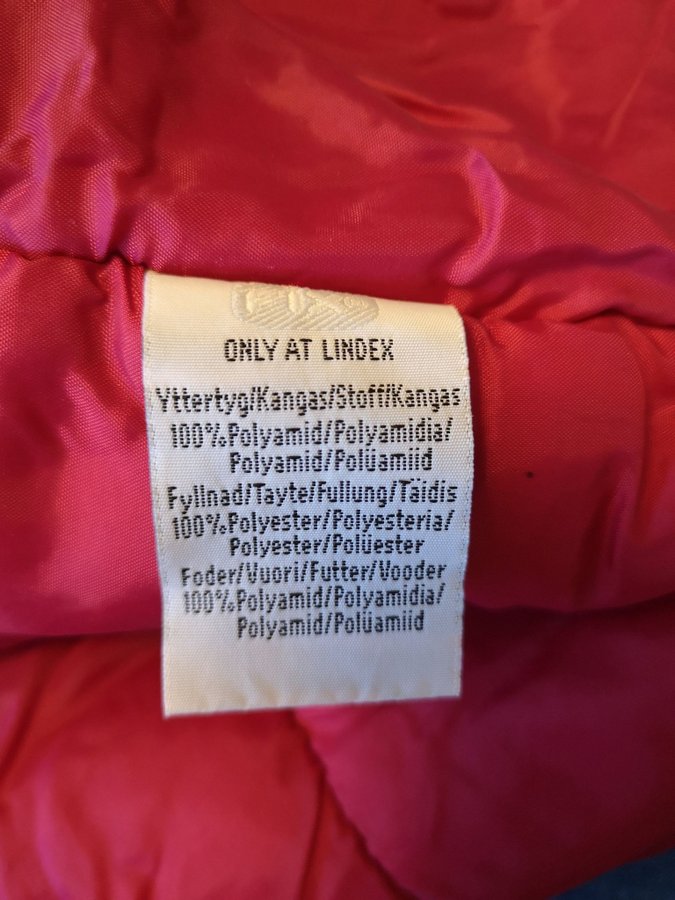 ONLY AT LINDEX
Yttertyg/Kangas/Stoff/Kangas
100%Polyamid/Polyamidia/
Polyamid/Polüamiid
Fyllnad/Tayte/Fullung/Täidis
100%Polyester/Polyesteria/
Polyester/Polüester
Foder/Vuori/Futter/Vooder
100%Polyamid/Polyamidia/
Polyamid/Polüamiid